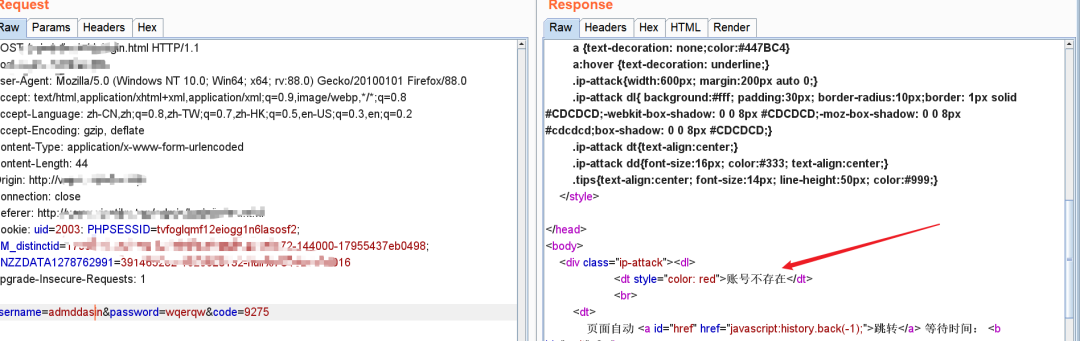 Request
Response
Raw Params Headers Hex
Raw Headers Hex HTML Render
OST gin.html HTTP/1.1
ser-Agent: Mozilla/5.0 (Windows NT 10.0; Win64; x64; rv:88.0) Gecko/20100101 Firefox/88.0
ccept: text/html,application/xhtml+xml,application/xml;q=0.9,image/webp,*/*;q=0.8
ccept-Language: zh-CN,zh;q=0.8,zh-TW;q=0.7,zh-HK;q=0.5,en-US;q=0.3,en;q=0.2
ccept-Encoding: gzip, deflate
ontent-Type: application/x-www-form-urlencoded
ontent-Length: 44
rigin: http://
onnection: close
eferer: http:/
ookie: uid=2003; PHPSESSID=tvfoglqmf12eiogg1n6lasosf2;
M_distinctid= 72-144000-17955437eb0498;
NZZDATA1278762991= 016
pgrade-Insecure-Requests: 1
sername=admddasin&password=wqerqw&code=9275
a {text-decoration: none;color:#447BC4}
a:hover {text-decoration: underline;}
.ip-attack{width:600px; margin:200px auto 0;}
.ip-attack dl{ background:#fff; padding:30px; border-radius:10px;border: 1px solid
#CDCDCD;-webkit-box-shadow: 0 0 8px #CDCDCD;-moz-box-shadow: 0 0 8px
#cdcdcd;box-shadow: 0 0 8px #CDCDCD;}
.ip-attack dt{text-align:center;}
.ip-attack dd{font-size:16px; color:#333; text-align:center;}
.tips{text-align:center; font-size:14px; line-height:50px; color:#999;}
</style>
</head>
<body>
<div class="ip-attack"><dl>
<dt style="color: red">账号不存在</dt>
<br>
<dt>
页面自动 <a id="href" href="javascript:history.back(-1);">跳转</a> 等待时间： <b